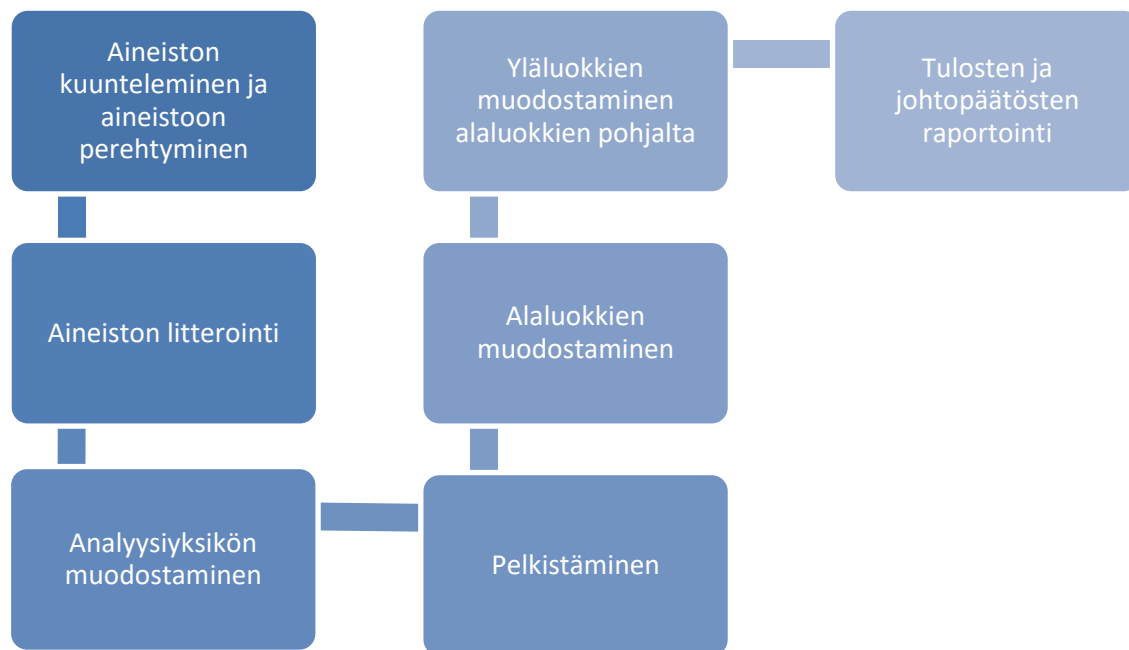 Aineiston
kuunteleminen ja
aineistoon
perehtyminen
Aineiston litterointi
Analyysiyksikön
muodostaminen
Pelkistäminen
Alaluokkien
muodostaminen
Yläluokkien
muodostaminen
alaluokkien pohjalta
Tulosten ja
johtopäätösten
raportointi